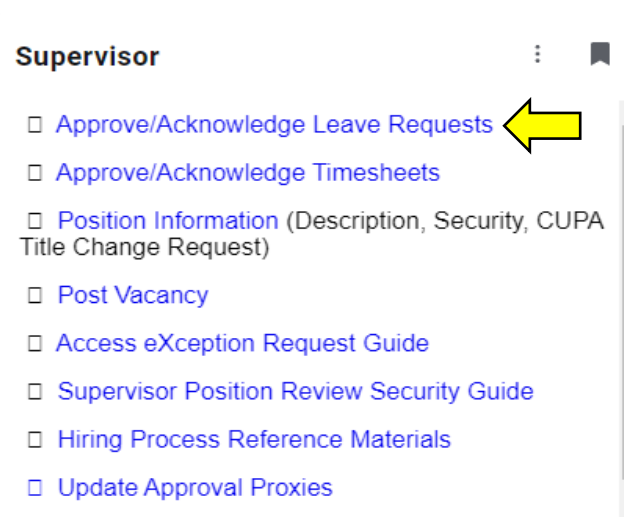 Supervisor
Approve/Acknowledge Leave Requests
Approve/Acknowledge Timesheets
Position Information (Description, Security, CUPA
Title Change Request)
Post Vacancy
Access eXception Request Guide
Supervisor Position Review Security Guide
Hiring Process Reference Materials
Update Approval Proxies